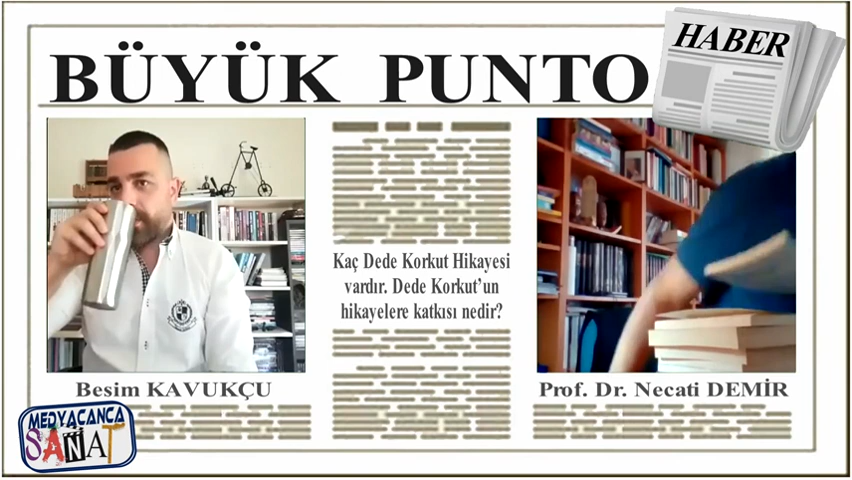 HABER
BÜYÜK PUNTO
Kaç Dede Korkut Hikayesi
vardır. Dede Korkut'un
hikayelere katkısı nedir?
Besim KAVUKÇU
Prof. Dr. Necati DEMİR
MEDYACANCA
SANAT